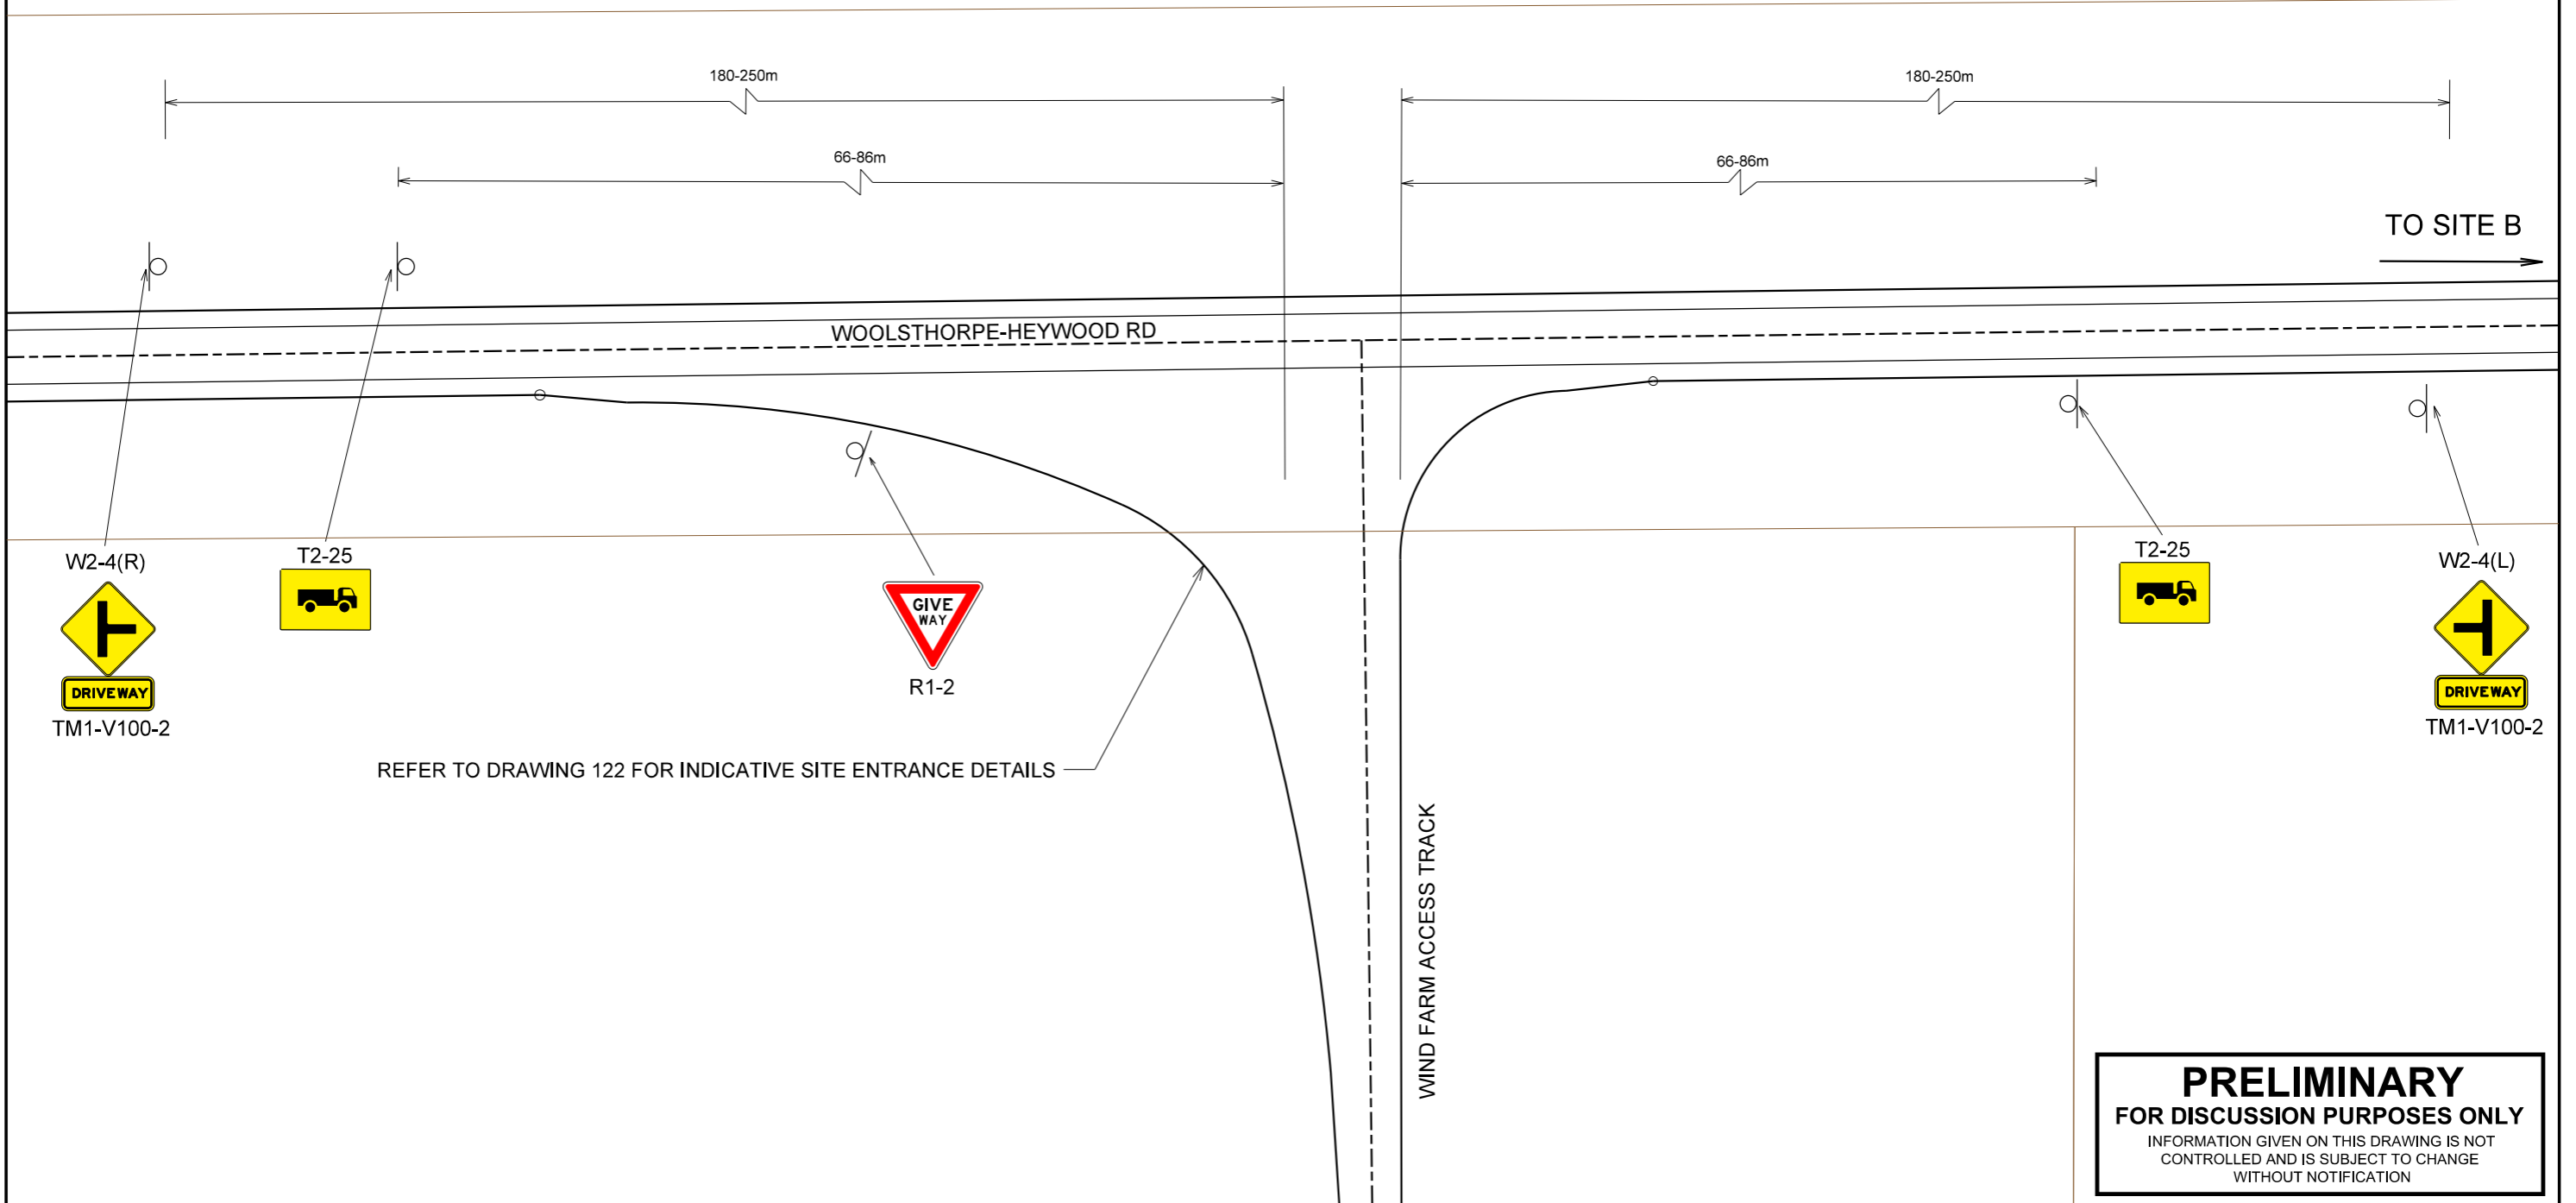 180-250m
180-250m
66-86m
66-86m
TO SITE B
WOOLSTHORPE-HEYWOOD RD
W2-4(R)
DRIVEWAY
TM1-V100-2
T2-25
GIVE
WAY
R1-2
T2-25
W2-4(L)
DRIVEWAY
TM1-V100-2
REFER TO DRAWING 122 FOR INDICATIVE SITE ENTRANCE DETAILS
WIND FARM ACCESS TRACK
PRELIMINARY
FOR DISCUSSION PURPOSES ONLY
INFORMATION GIVEN ON THIS DRAWING IS NOT
CONTROLLED AND IS SUBJECT TO CHANGE
WITHOUT NOTIFICATION